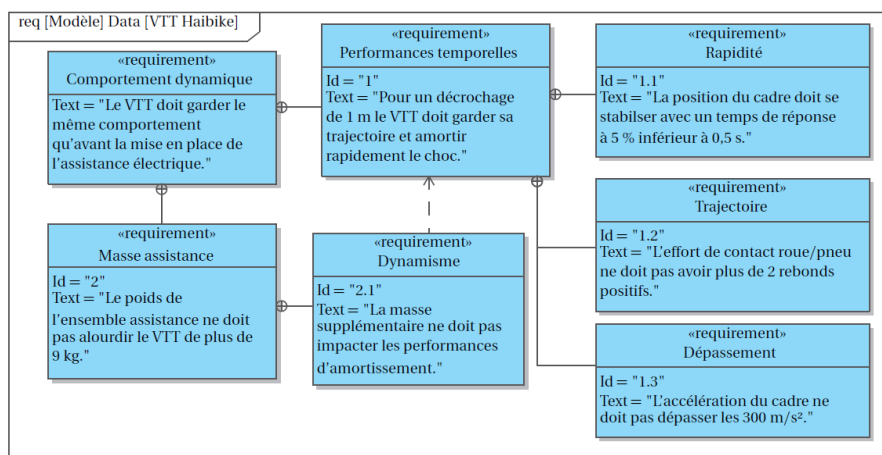 req [Modèle] Data [VTT Haibike]
«requirement»
Comportement dynamique
Text = "Le VTT doit garder le
même comportement
qu'avant la mise en place de
l'assistance électrique."
«requirement»
Performances temporelles
Id = "1"
Text = "Pour un décrochage
de 1 m le VTT doit garder sa
trajectoire et amortir
rapidement le choc."
«requirement»
Rapidité
Id = "1.1"
Text = "La position du cadre doit se
stabilser avec un temps de réponse
à 5 % inférieur à 0,5 s."
«requirement»
Masse assistance
Id = "2"
Text = "Le poids de
l'ensemble assistance ne doit
pas alourdir le VTT de plus de
9 kg."
«requirement»
Dynamisme
Id = "2.1"
Text = "La masse
supplémentaire ne doit pas
impacter les performances
d'amortissement."
«requirement»
Trajectoire
Id = "1.2"
Text = "L'effort de contact roue/pneu
ne doit pas avoir plus de 2 rebonds
positifs."
«requirement»
Dépassement
Id = "1.3"
Text = "L'accélération du cadre ne
doit pas dépasser les 300 m/s²."